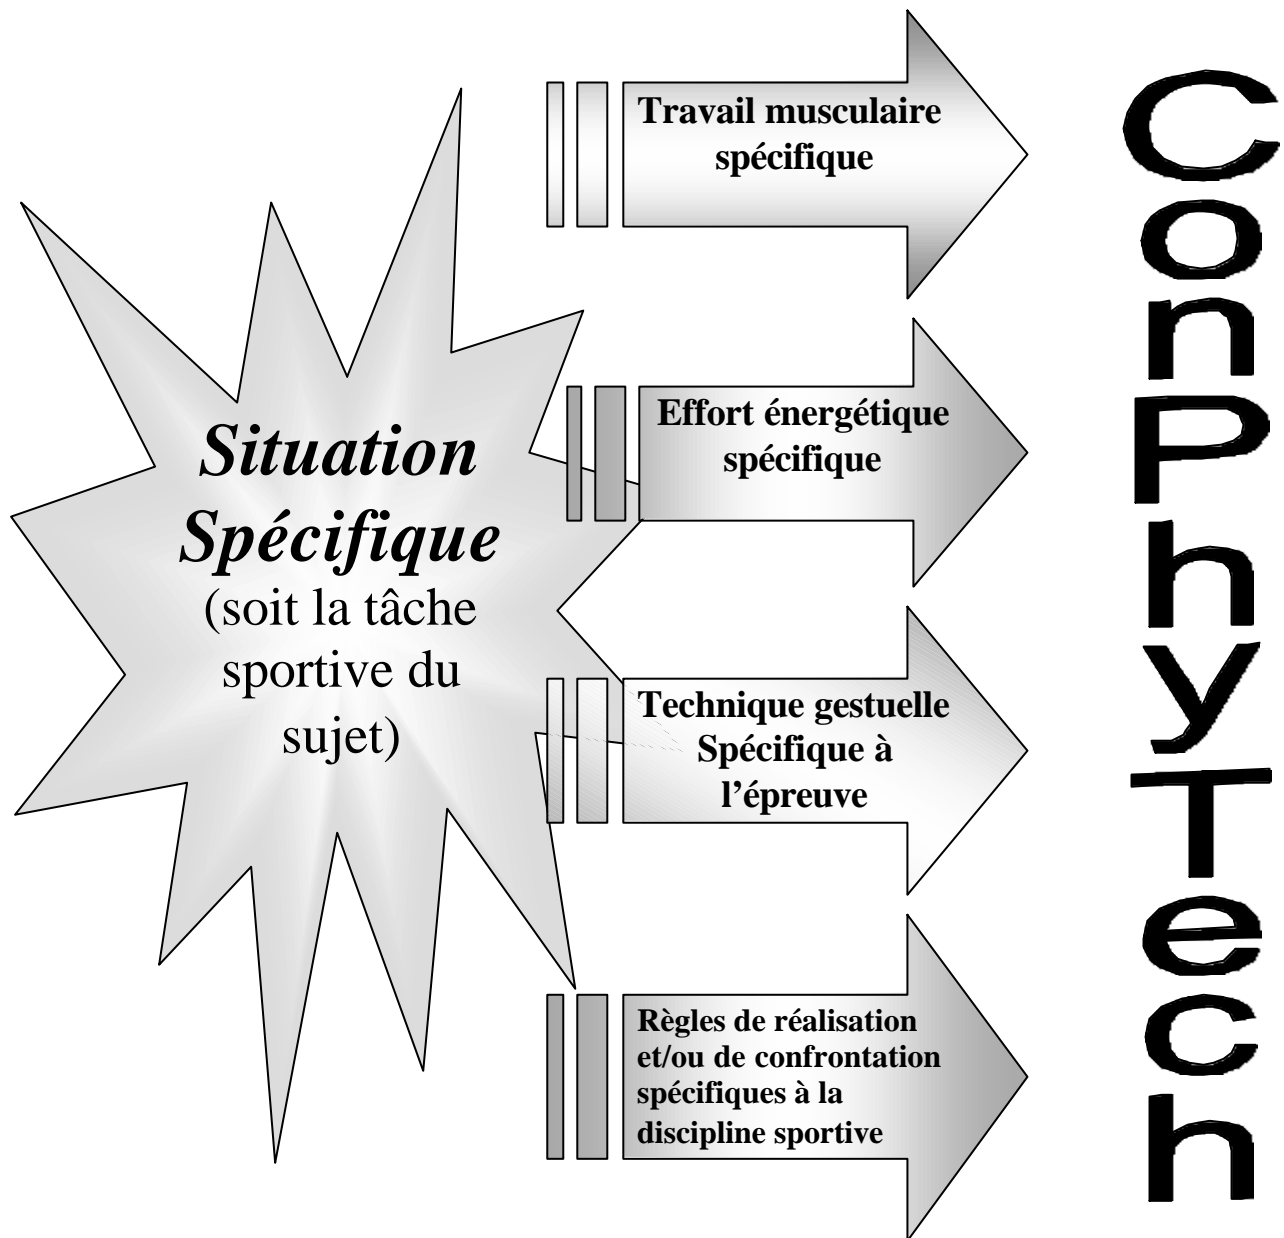 Situation
Spécifique
(soit la tâche
sportive du
sujet)
Travail musculaire
spécifique
Effort énergétique
spécifique
Technique gestuelle
Spécifique à
l’épreuve
Règles de réalisation
et/ou de confrontation
spécifiques à la
discipline sportive
ConPhyTech